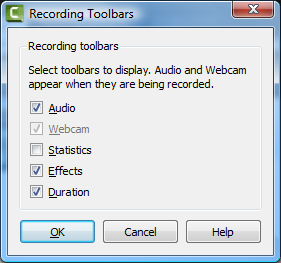 Recording Toolbars
Recording toolbars
Select toolbars to display. Audio and Webcam
appear when they are being recorded.
Audio
Webcam
Statistics
Effects
Duration
OK Cancel Help